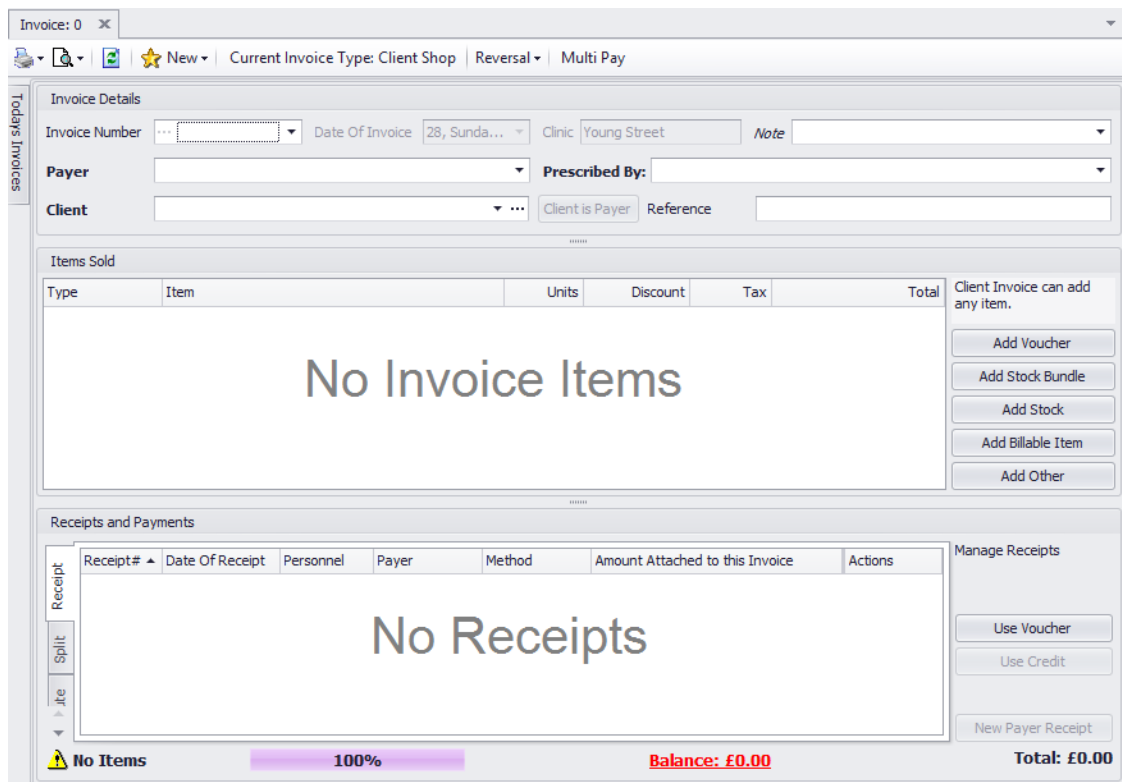 Invoice: 0
New Current Invoice Type: Client Shop Reversal Multi Pay
Todays Invoices
Invoice Details
Invoice Number ... Date Of Invoice 28, Sunda... Clinic Young Street Note
Payer Prescribed By:
Client ... Client is Payer Reference
Items Sold
Type Item Units Discount Tax Total
No Invoice Items
Client Invoice can add
any item.
Add Voucher
Add Stock Bundle
Add Stock
Add Billable Item
Add Other
Receipts and Payments
Receipt
Split
Receipt# Date Of Receipt Personnel Payer Method Amount Attached to this Invoice Actions
No Receipts
Manage Receipts
Use Voucher
Use Credit
New Payer Receipt
No Items 100% Balance: £0.00 Total: £0.00